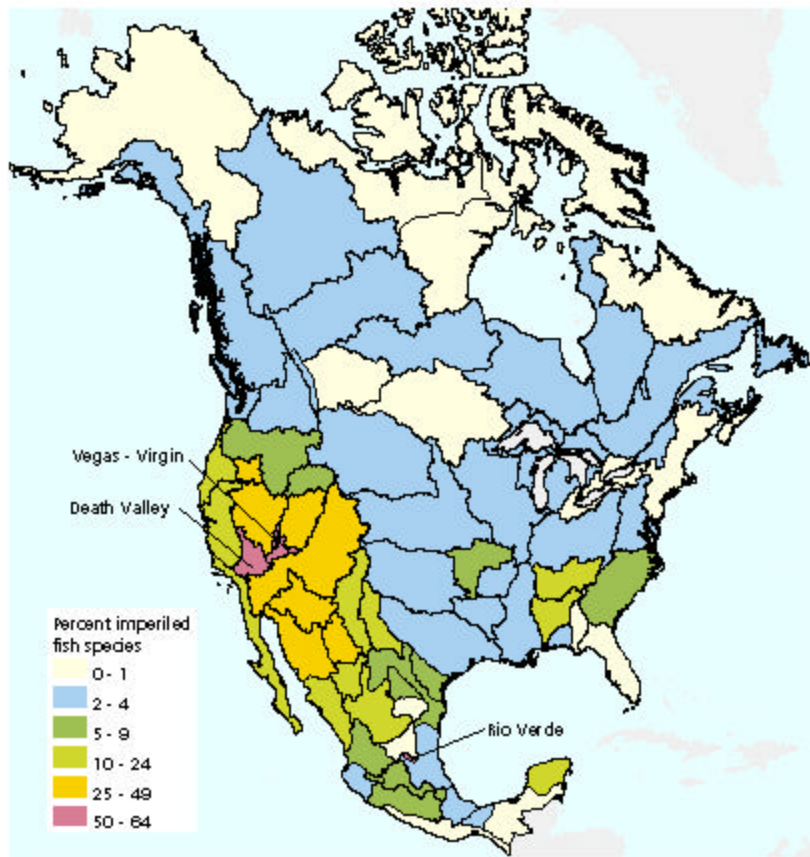 Vegas - Virgin
Death Valley
Rio Verde
Percent imperiled
fish species
0 - 1
2 - 4
5 - 9
10 - 24
25 - 49
50 - 64